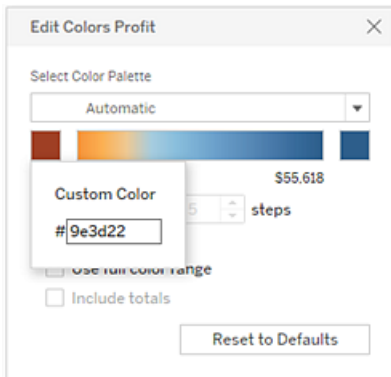 Edit Colors Profit
Select Color Palette
Automatic
$55,618
Custom Color
#9e3d22
5 steps
Use full color range
Include totals
Reset to Defaults